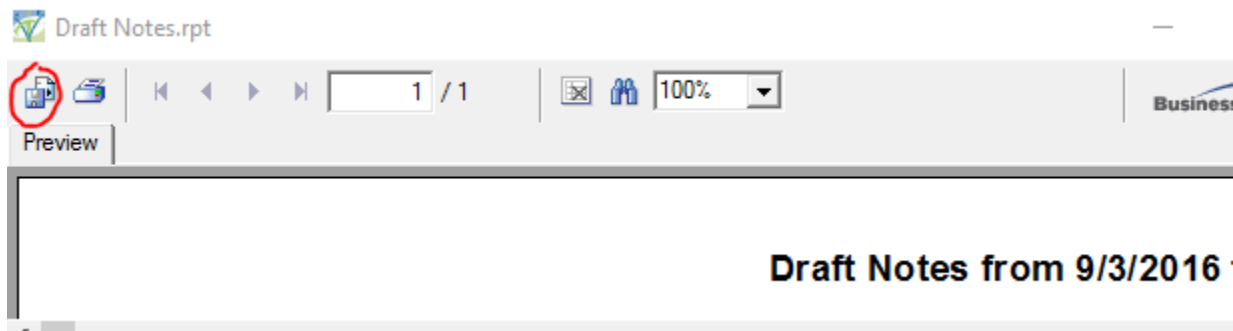 Draft Notes.rpt
1 / 1
100%
Business
Preview
Draft Notes from 9/3/2016